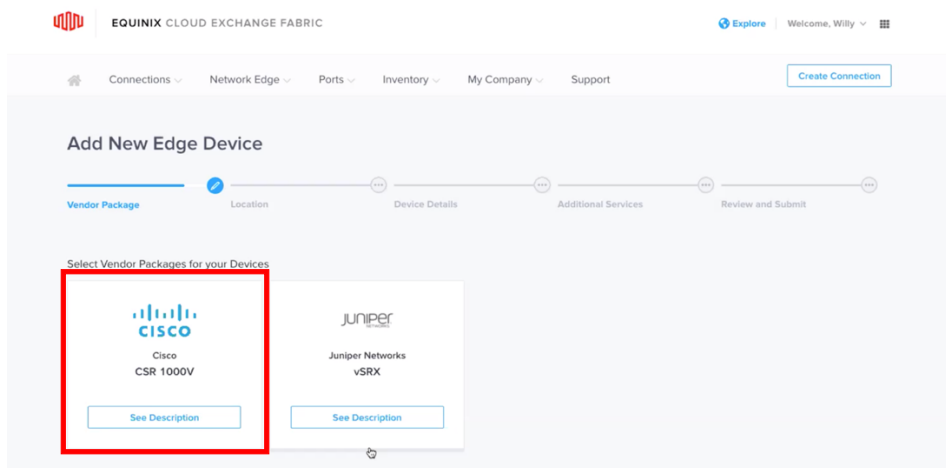 EQUINIX CLOUD EXCHANGE FABRIC
Explore
Welcome, Willy
Connections
Network Edge
Ports
Inventory
My Company
Support
Create Connection
Add New Edge Device
Vendor Package
Location
Device Details
Additional Services
Review and Submit
Select Vendor Packages for your Devices
CISCO
Cisco
CSR 1000V
See Description
JUNIPER
NETWORKS
Juniper Networks
vSRX
See Description